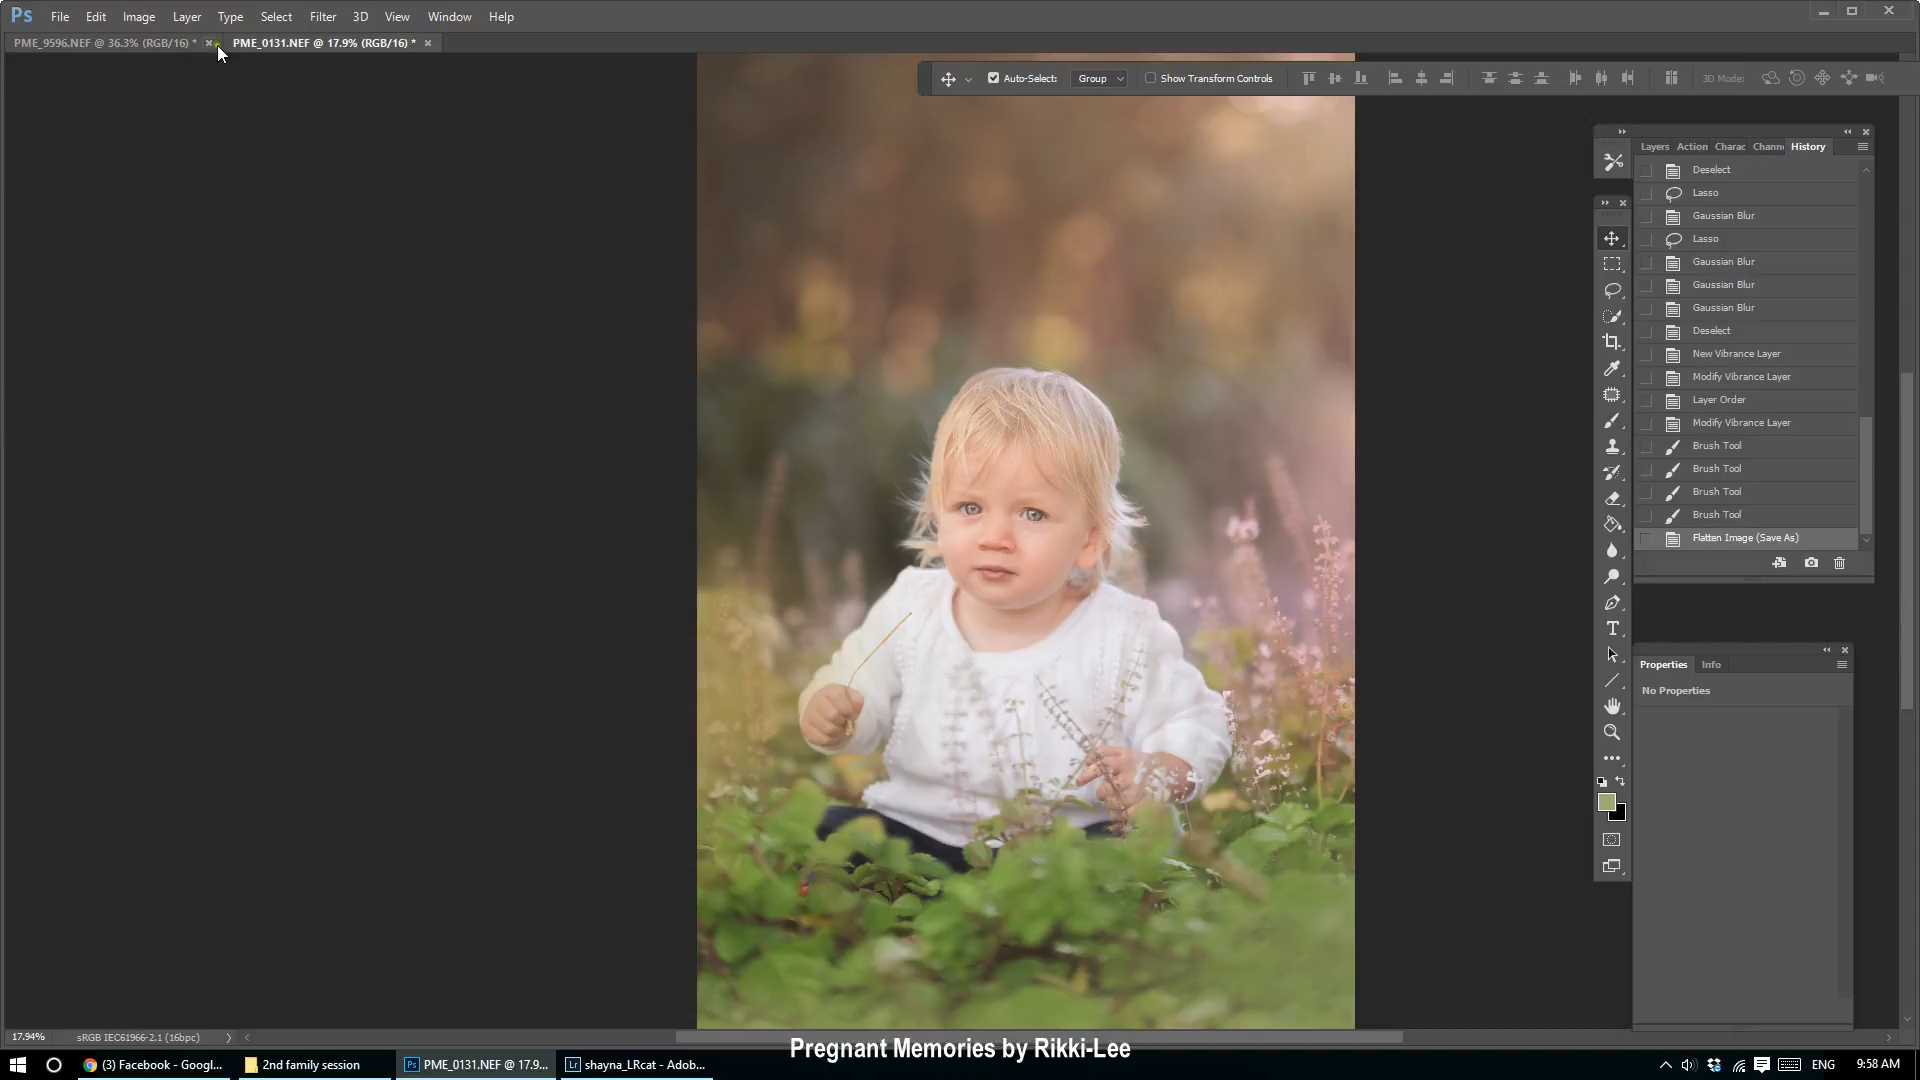 Ps File Edit Image Layer Type Select Filter 3D View Window Help
PME_9596.NEF @ 36.3% (RGB/16) * × PME_0131.NEF @ 17.9% (RGB/16) * ×
Auto-Select: Group Show Transform Controls 3D Mode:
Layers Action Charac Chann History
Deselect
Lasso
Gaussian Blur
Lasso
Gaussian Blur
Gaussian Blur
Gaussian Blur
Deselect
New Vibrance Layer
Modify Vibrance Layer
Layer Order
Modify Vibrance Layer
Brush Tool
Brush Tool
Brush Tool
Brush Tool
Flatten Image (Save As)
Properties Info
No Properties
17.94% sRGB IEC61966-2.1 (16bpc)
Pregnant Memories by Rikki-Lee
(3) Facebook - Googl... 2nd family session Ps PME_0131.NEF @ 17.9... Lr shayna_LRcat - Adob... ENG 9:58 AM